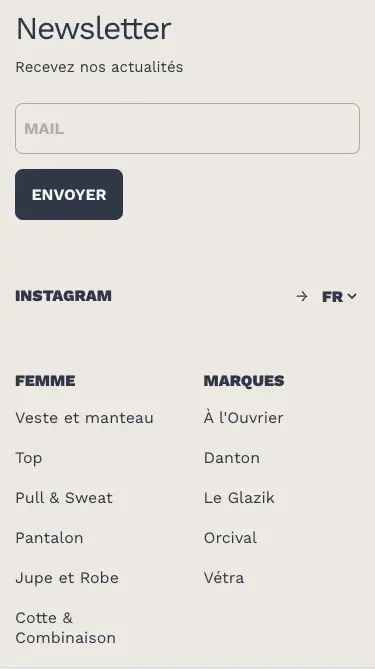 Newsletter
Recevez nos actualités
MAIL
ENVOYER
INSTAGRAM → FR
FEMME
Veste et manteau
Top
Pull & Sweat
Pantalon
Jupe et Robe
Cotte &
Combinaison
MARQUES
À l'Ouvrier
Danton
Le Glazik
Orcival
Vétra